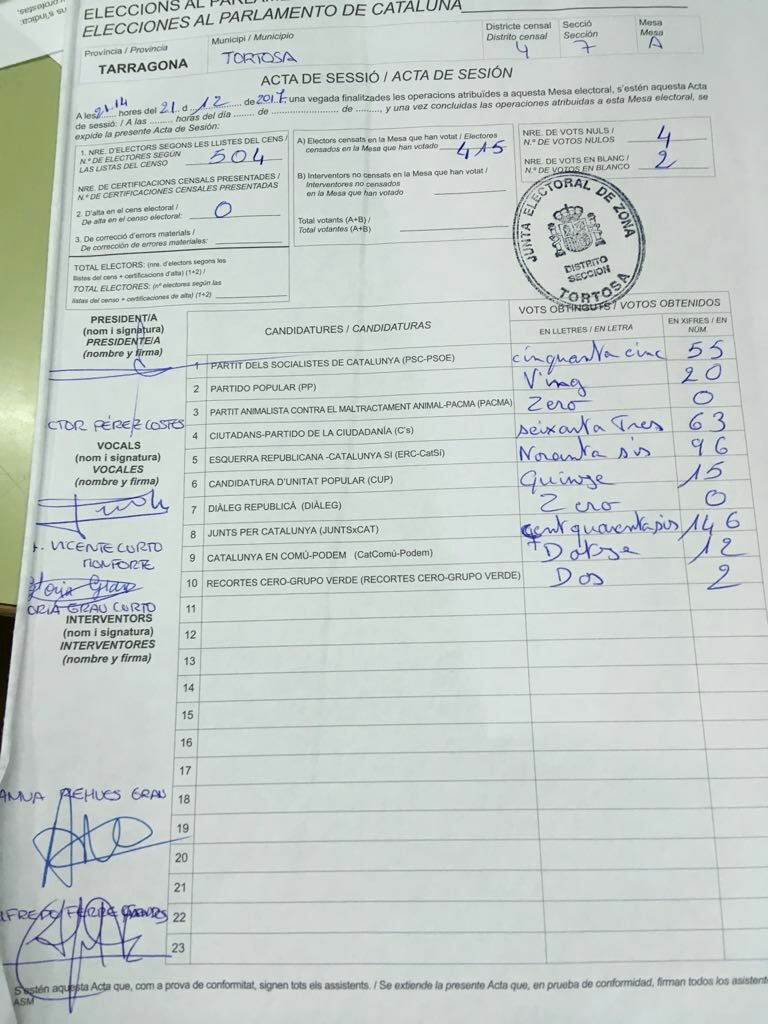 ELECCIONS AL
ELECCIONES AL PARLAMENTO DE CATALUÑA
Província / Provincia
TARRAGONA
Municipi / Municipio
TORTOSA
Districte censal
Distrito censal
4
Secció
Sección
7
Mesa
Mesa
A
ACTA DE SESSIÓ / ACTA DE SESIÓN
A les 21.14 hores del 21. d 12 de 2017, una vegada finalitzades les operacions atribuïdes a aquesta Mesa electoral, s'estén aquesta Acta
de sessió: / A las ......... horas del día ......... de ........................ de ........., y una vez concluidas las operaciones atribuidas a esta Mesa electoral, se
expide la presente Acta de Sesión:
1. NRE. D'ELECTORS SEGONS LES LLISTES DEL CENS /
N.º DE ELECTORES SEGÚN
LAS LISTAS DEL CENSO
504
NRE. DE CERTIFICACIONS CENSALS PRESENTADES /
N.º DE CERTIFICACIONES CENSALES PRESENTADAS
2. D'alta en el cens electoral /
De alta en el censo electoral:
0
3. De correcció d'errors materials /
De corrección de errores materiales:
TOTAL ELECTORS: (nre. d'electors segons les
llistes del cens + certificacions d'alta) (1+2) /
TOTAL ELECTORES: (nº electores según las
listas del censo + certificaciones de alta) (1+2)
A) Electors censats en la Mesa que han votat / Electores
censados en la Mesa que han votado
415
B) Interventors no censats en la Mesa que han votat /
Interventores no censados
en la Mesa que han votado
Total votants (A+B) /
Total votantes (A+B)
NRE. DE VOTS NULS /
N.º DE VOTOS NULOS
4
NRE. DE VOTS EN BLANC /
N.º DE VOTOS EN BLANCO
2
JUNTA ELECTORAL DE ZONA
DISTRITO
SECCION
TORTOSA
PRESIDENT/A
(nom i signatura)
PRESIDENTE/A
(nombre y firma)
CTOR PÉREZ COSTES
VOCALS
(nom i signatura)
VOCALES
(nombre y firma)
VICENTE CURTO
MONFORTE
ORIA GRAU CURTO
INTERVENTORS
(nom i signatura)
INTERVENTORES
(nombre y firma)
CANDIDATURES / CANDIDATURAS
VOTS OBTINGUTS / VOTOS OBTENIDOS
EN LLETRES / EN LETRA
EN XIFRES / EN NÚM.
1 PARTIT DELS SOCIALISTES DE CATALUNYA (PSC-PSOE) cinquanta cinc 55
2 PARTIDO POPULAR (PP) Ving 20
3 PARTIT ANIMALISTA CONTRA EL MALTRACTAMENT ANIMAL-PACMA (PACMA) Zero 0
4 CIUTADANS-PARTIDO DE LA CIUDADANÍA (C's) seixanta Tres 63
5 ESQUERRA REPUBLICANA -CATALUNYA SI (ERC-CatSí) Noranta sis 96
6 CANDIDATURA D'UNITAT POPULAR (CUP) Quinze 15
7 DIÀLEG REPUBLICÀ (DIÀLEG) Zero 0
8 JUNTS PER CATALUNYA (JUNTSxCAT) cent quaranta sis 146
9 CATALUNYA EN COMÚ-PODEM (CatComú-Podem) Dotze 12
10 RECORTES CERO-GRUPO VERDE (RECORTES CERO-GRUPO VERDE) Dos 2
11
12
13
14
15
16
17
18
19
20
21
22
23
S'estén aquesta Acta que, com a prova de conformitat, signen tots els assistents. / Se extiende la presente Acta que, en prueba de conformidad, firman todos los
ASM